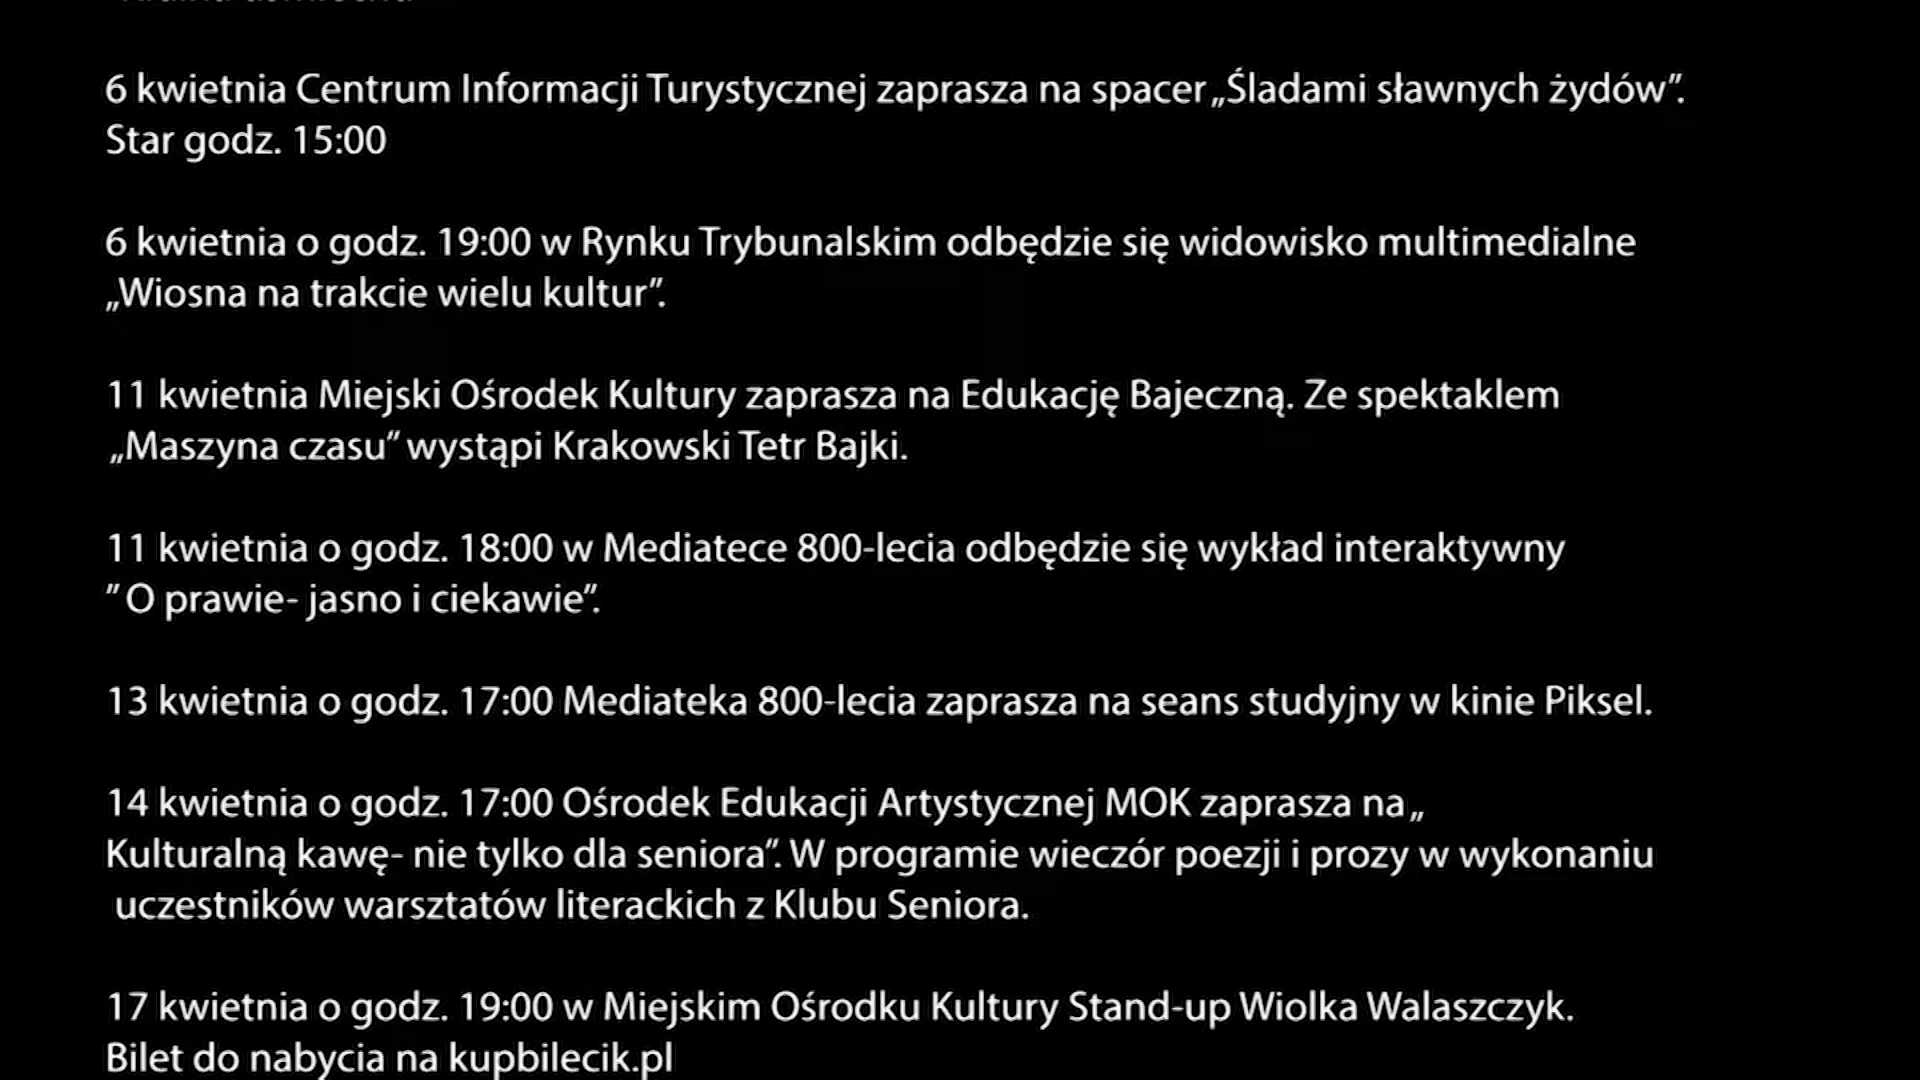 6 kwietnia Centrum Informacji Turystycznej zaprasza na spacer „Śladami sławnych żydów”.
Star godz. 15:00
6 kwietnia o godz. 19:00 w Rynku Trybunalskim odbędzie się widowisko multimedialne
„Wiosna na trakcie wielu kultur”.
11 kwietnia Miejski Ośrodek Kultury zaprasza na Edukację Bajeczną. Ze spektaklem
„Maszyna czasu” wystąpi Krakowski Tetr Bajki.
11 kwietnia o godz. 18:00 w Mediatece 800-lecia odbędzie się wykład interaktywny
” O prawie- jasno i ciekawie”.
13 kwietnia o godz. 17:00 Mediateka 800-lecia zaprasza na seans studyjny w kinie Piksel.
14 kwietnia o godz. 17:00 Ośrodek Edukacji Artystycznej MOK zaprasza na „
Kulturalną kawę- nie tylko dla seniora”. W programie wieczór poezji i prozy w wykonaniu
uczestników warsztatów literackich z Klubu Seniora.
17 kwietnia o godz. 19:00 w Miejskim Ośrodku Kultury Stand-up Wiolka Walaszczyk.
Bilet do nabycia na kupbilecik.pl